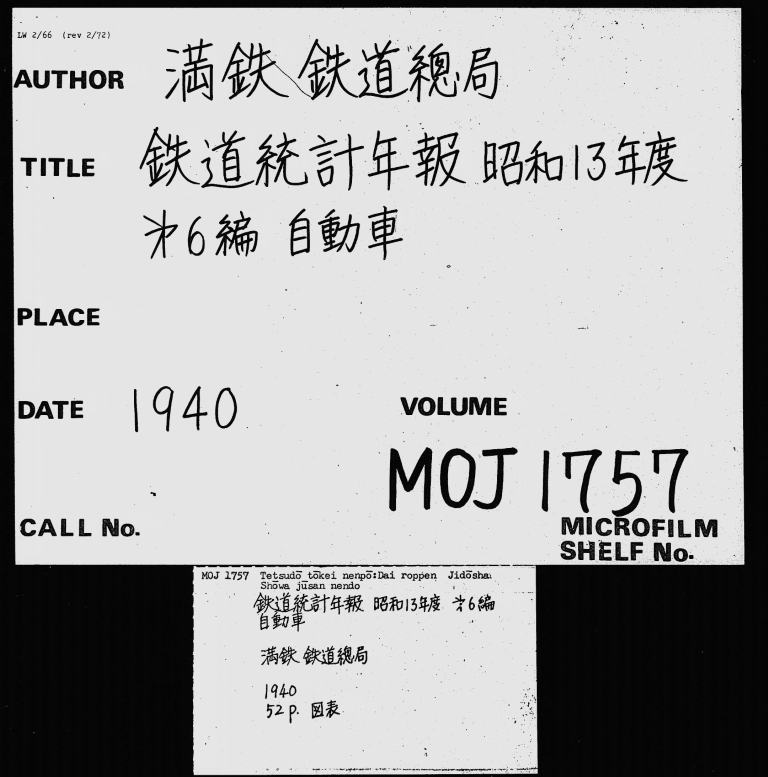 LW 2/66 (rev 2/72)
AUTHOR 満鉄 鉄道總局
TITLE 鉄道統計年報 昭和13年度
才6編 自動車
PLACE
DATE 1940
VOLUME
MOJ 1757
CALL No.
MICROFILM
SHELF No.
MOJ 1757 Tetsudō tōkei nenpō:Dai roppen Jidōsha
Shōwa jūsan nendo
鉄道統計年報 昭和13年度 才6編
自動車
満鉄 鉄道總局
1940
52 p. 図表